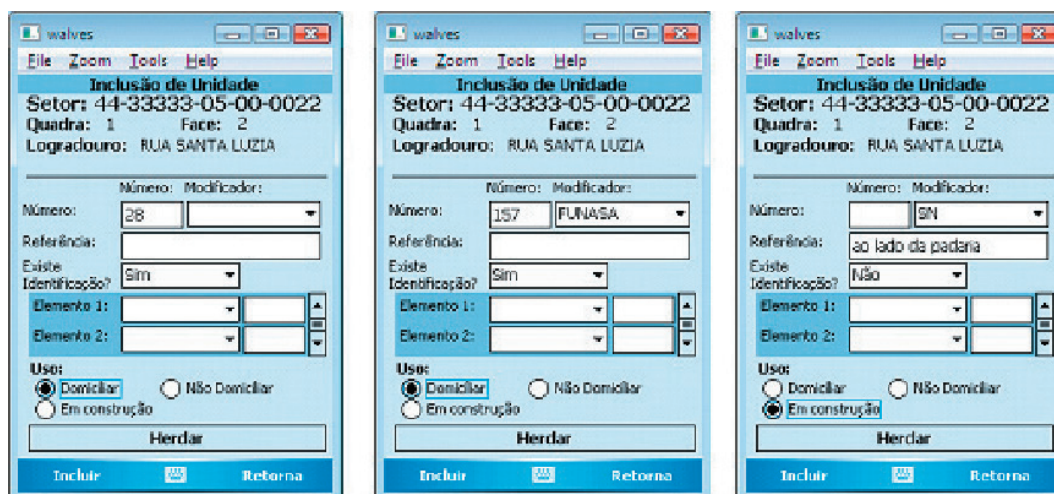 walves
File Zoom Tools Help
Inclusão de Unidade
Setor: 44-33333-05-00-0022
Quadra: 1 Face: 2
Logradouro: RUA SANTA LUZIA
Número: Modificador:
Número: 28
Referência:
Existe
Identificação? Sim
Elemento 1:
Elemento 2:
Uso:
Domiciliar Não Domiciliar
Em construção
Herdar
Incluir Retorna
walves
File Zoom Tools Help
Inclusão de Unidade
Setor: 44-33333-05-00-0022
Quadra: 1 Face: 2
Logradouro: RUA SANTA LUZIA
Número: Modificador:
Número: 157 FUNASA
Referência:
Existe
Identificação? Sim
Elemento 1:
Elemento 2:
Uso:
Domiciliar Não Domiciliar
Em construção
Herdar
Incluir Retorna
walves
File Zoom Tools Help
Inclusão de Unidade
Setor: 44-33333-05-00-0022
Quadra: 1 Face: 2
Logradouro: RUA SANTA LUZIA
Número: Modificador:
Número: SN
Referência: ao lado da padaria
Existe
Identificação? Não
Elemento 1:
Elemento 2:
Uso:
Domiciliar Não Domiciliar
Em construção
Herdar
Incluir Retorna